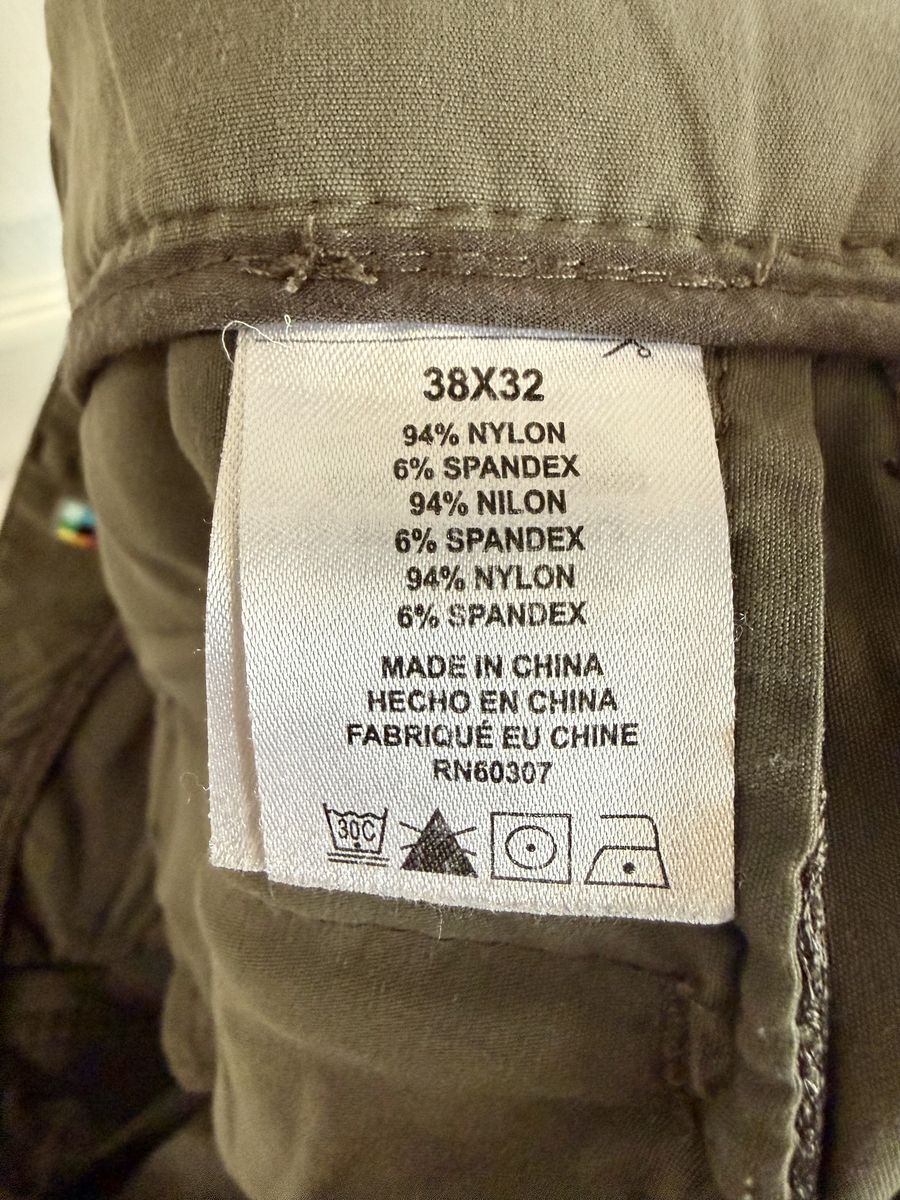 38X32
94% NYLON
6% SPANDEX
94% NILON
6% SPANDEX
94% NYLON
6% SPANDEX
MADE IN CHINA
HECHO EN CHINA
FABRIQUÉ EU CHINE
RN60307
30C